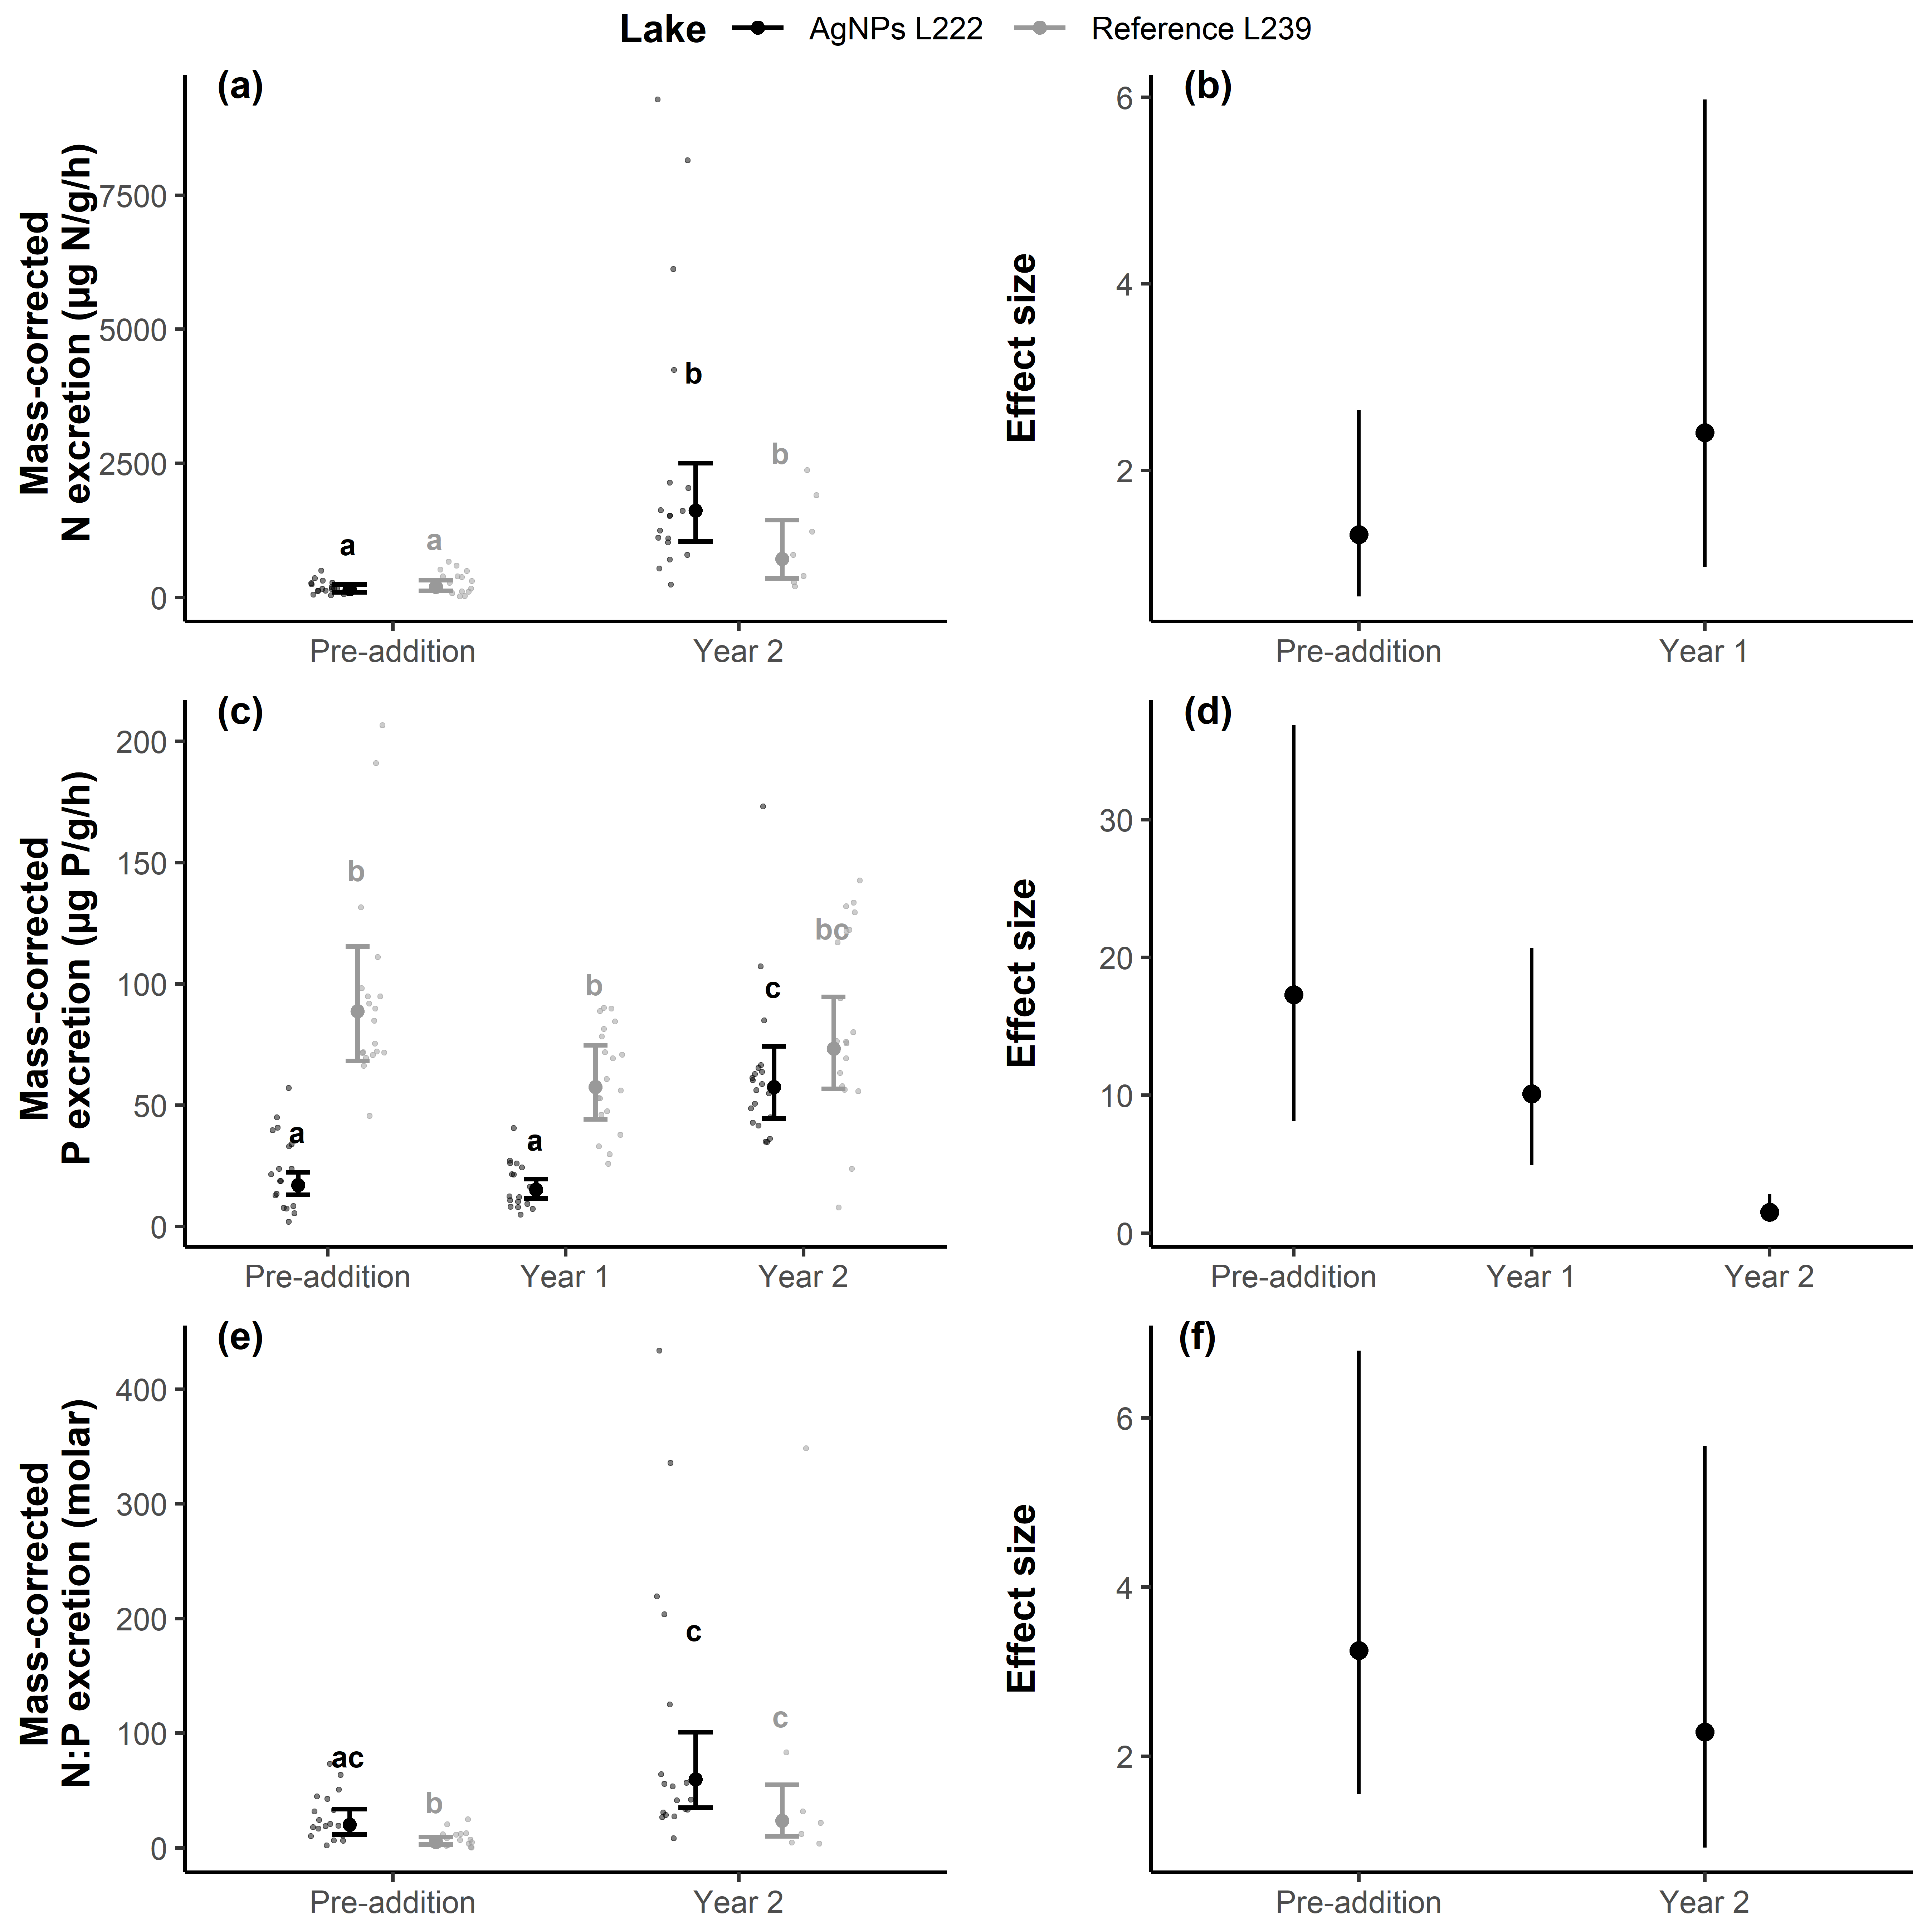 Lake AgNPs L222 Reference L239
(a)
Mass-corrected
N excretion (µg N/g/h)
7500
5000
2500
0
a
a
b
b
Pre-addition Year 2
(b)
Effect size
6
4
2
Pre-addition Year 1
(c)
Mass-corrected
P excretion (µg P/g/h)
200
150
100
50
0
a
b
a
b
c
bc
Pre-addition Year 1 Year 2
(d)
Effect size
30
20
10
0
Pre-addition Year 1 Year 2
(e)
Mass-corrected
N:P excretion (molar)
400
300
200
100
0
ac
b
c
c
Pre-addition Year 2
(f)
Effect size
6
4
2
Pre-addition Year 2